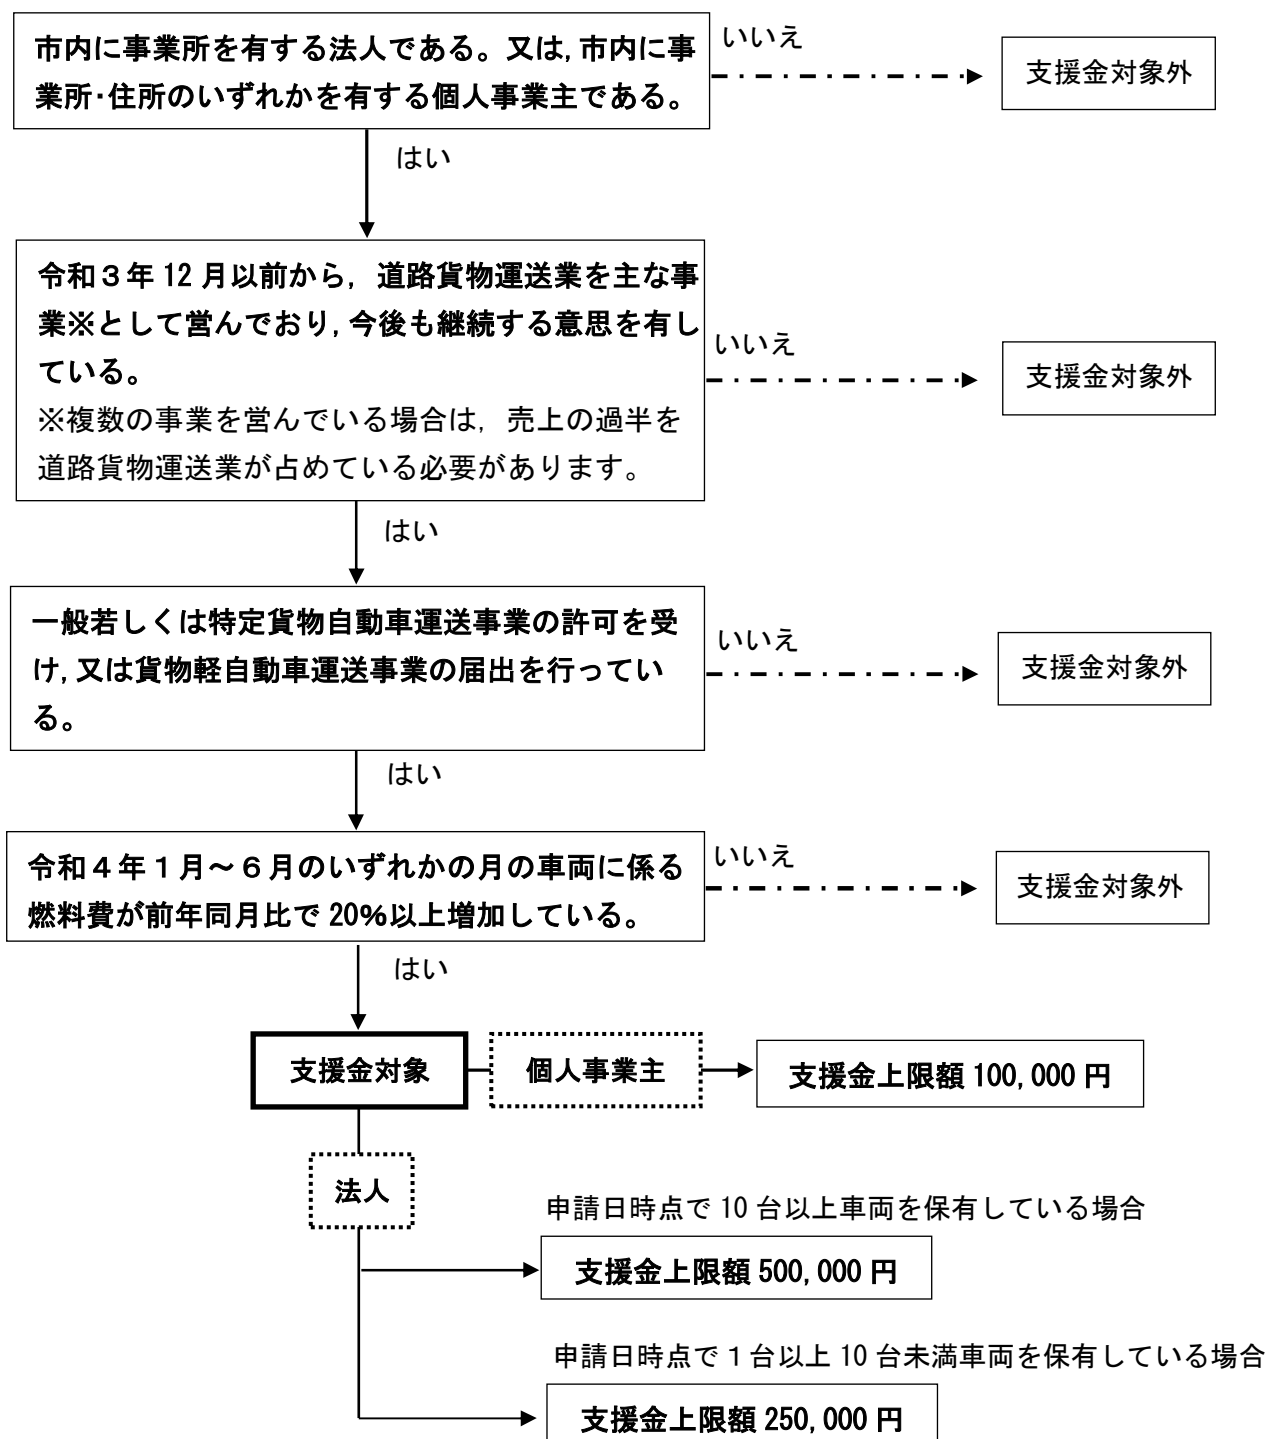 市内に事業所を有する法人である。又は,市内に事
業所・住所のいずれかを有する個人事業主である。
いいえ
支援金対象外
はい
令和３年 12 月以前から,道路貨物運送業を主な事
業※として営んでおり,今後も継続する意思を有し
ている。
※複数の事業を営んでいる場合は,売上の過半を
道路貨物運送業が占めている必要があります。
いいえ
支援金対象外
はい
一般若しくは特定貨物自動車運送事業の許可を受
け,又は貨物軽自動車運送事業の届出を行ってい
る。
いいえ
支援金対象外
はい
令和４年１月～６月のいずれかの月の車両に係る
燃料費が前年同月比で 20%以上増加している。
いいえ
支援金対象外
はい
支援金対象
個人事業主
支援金上限額 100,000 円
法人
申請日時点で 10 台以上車両を保有している場合
支援金上限額 500,000 円
申請日時点で１台以上 10 台未満車両を保有している場合
支援金上限額 250,000 円